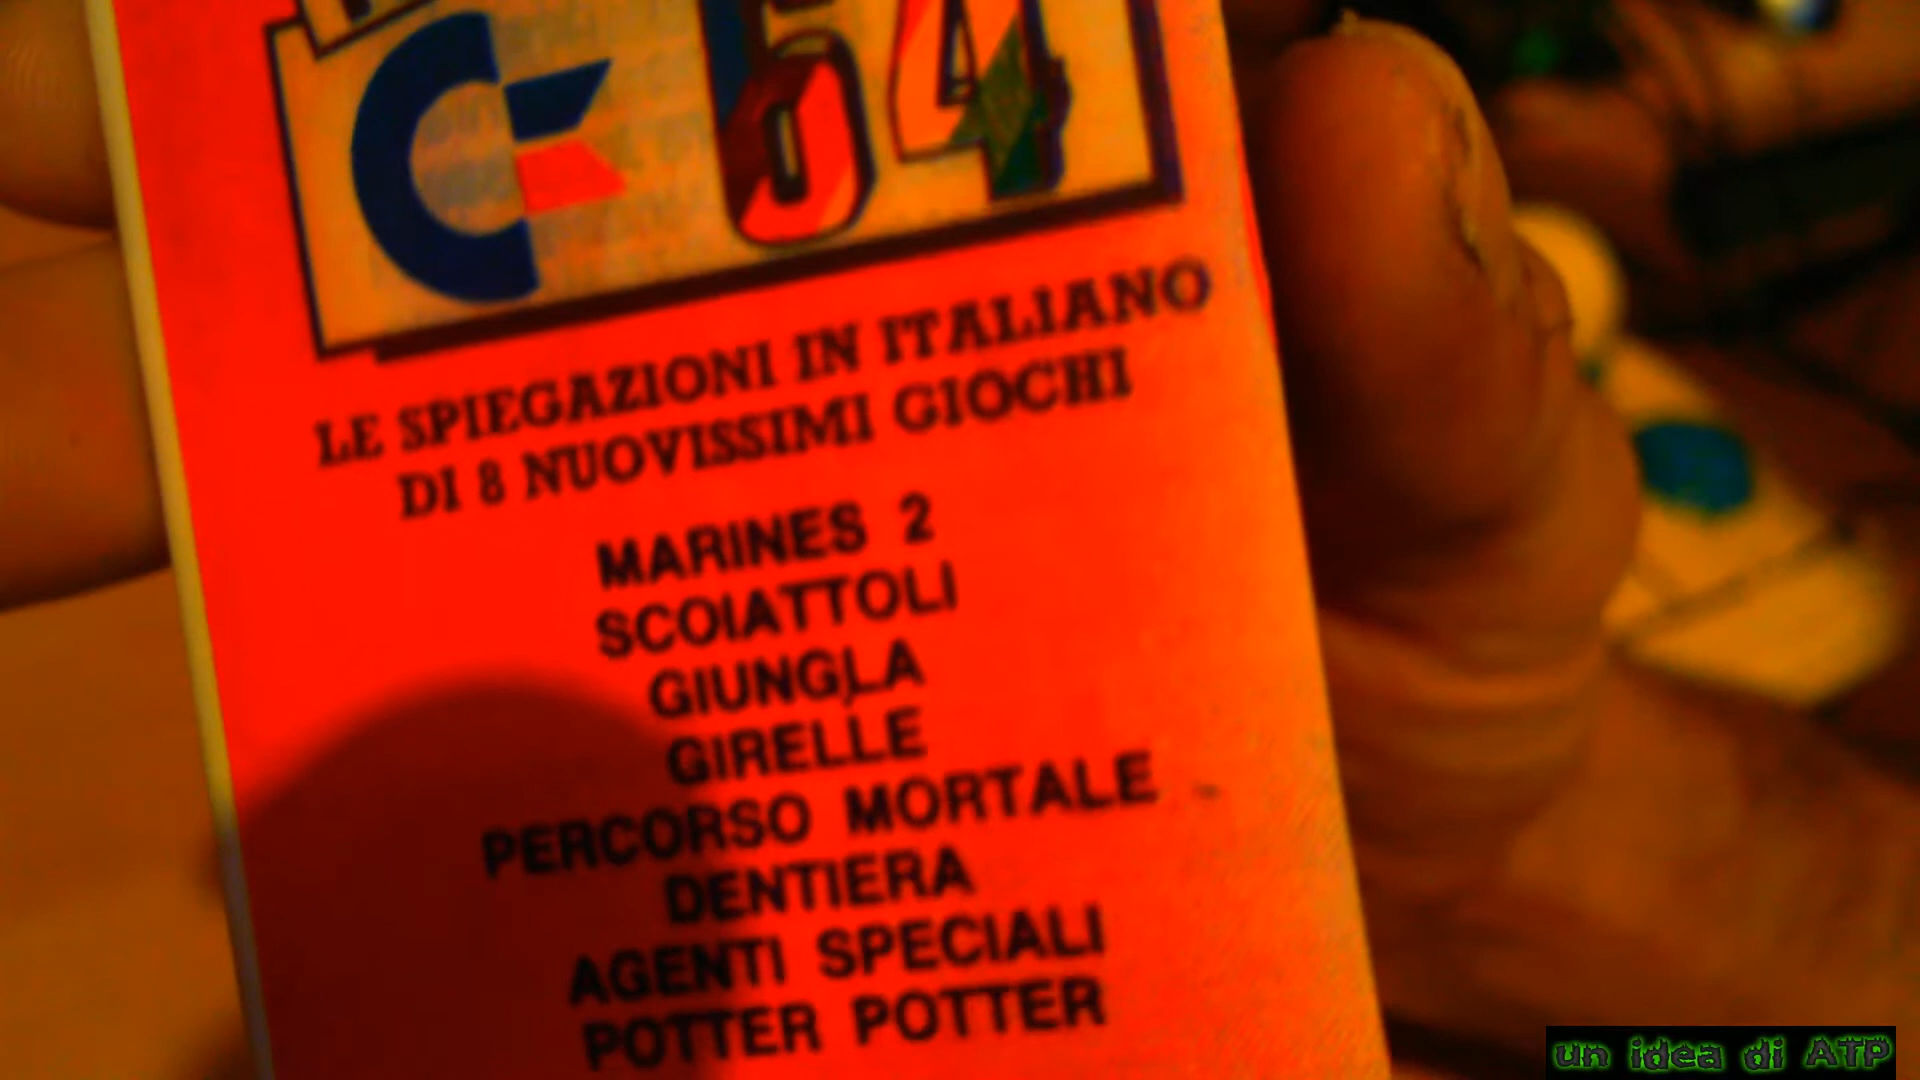 64
LE SPIEGAZIONI IN ITALIANO
DI 8 NUOVISSIMI GIOCHI
MARINES 2
SCOIATTOLI
GIUNGLA
GIRELLE
PERCORSO MORTALE
DENTIERA
AGENTI SPECIALI
POTTER POTTER
un idea di ATP